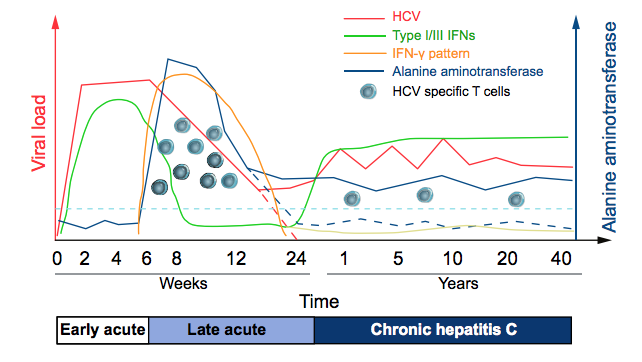 HCV
Type I/III IFNs
IFN-γ pattern
Alanine aminotransferase
HCV specific T cells
Viral load
Alanine aminotransferase
0 2 4 6 8 12 24 1 5 10 20 40
Weeks Years
Time
Early acute Late acute Chronic hepatitis C